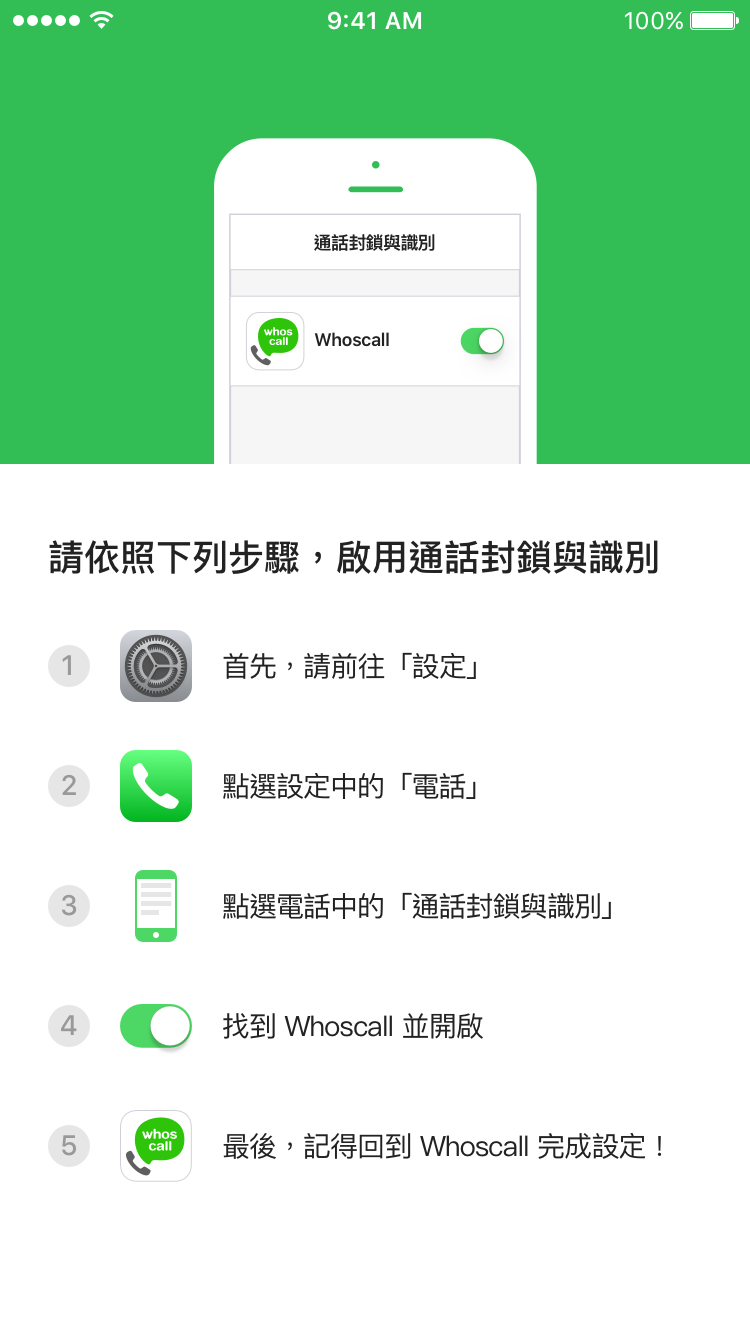 9:41 AM 100%
通話封鎖與識別
whos
call
Whoscall
請依照下列步驟，啟用通話封鎖與識別
1 首先，請前往「設定」
2 點選設定中的「電話」
3 點選電話中的「通話封鎖與識別」
4 找到 Whoscall 並開啟
5 whos
call
最後，記得回到 Whoscall 完成設定！